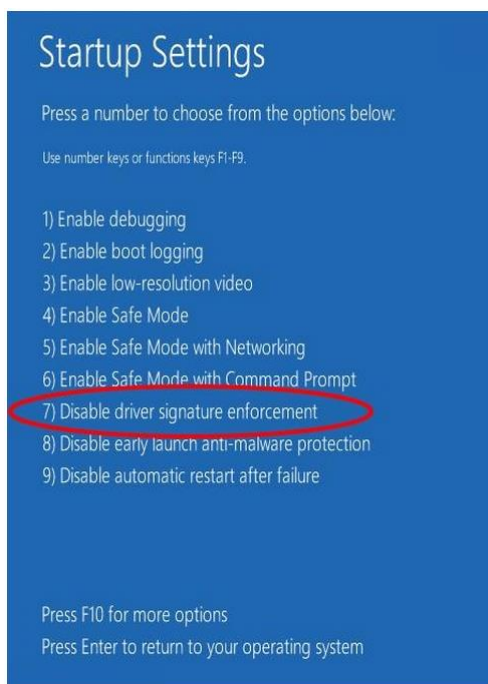 Startup Settings
Press a number to choose from the options below:
Use number keys or functions keys F1-F9.
1) Enable debugging
2) Enable boot logging
3) Enable low-resolution video
4) Enable Safe Mode
5) Enable Safe Mode with Networking
6) Enable Safe Mode with Command Prompt
7) Disable driver signature enforcement
8) Disable early launch anti-malware protection
9) Disable automatic restart after failure
Press F10 for more options
Press Enter to return to your operating system